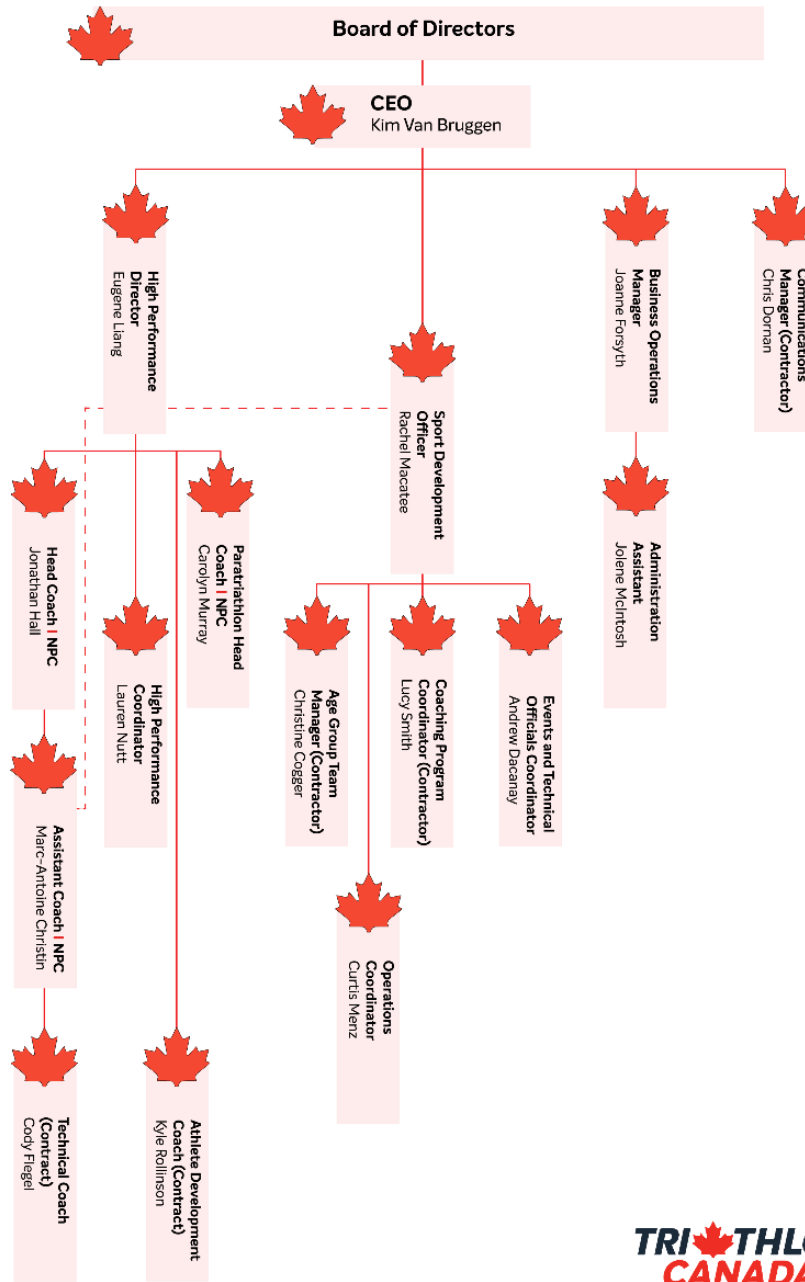 Board of Directors
CEO
Kim Van Bruggen
High Performance
Director
Eugene Liang
Sport Development
Officer
Rachel Macatee
Business Operations
Manager
Joanne Forsyth
Communications
Manager (Contractor)
Chris Dornan
Head Coach | NPC
Jonathan Hall
High Performance
Coordinator
Lauren Nutt
Paratriathlon Head
Coach | NPC
Carolyn Murray
Administration
Assistant
Jolene McIntosh
Age Group Team
Manager (Contractor)
Christine Cogger
Coaching Program
Coordinator (Contractor)
Lucy Smith
Events and Technical
Officials Coordinator
Andrew Dacanay
Assistant Coach | NPC
Marc-Antoine Christin
Operations
Coordinator
Curtis Menz
Technical Coach
(Contract)
Cody Flegel
Athlete Development
Coach (Contract)
Kyle Rollinson
TRI THL
CANADA